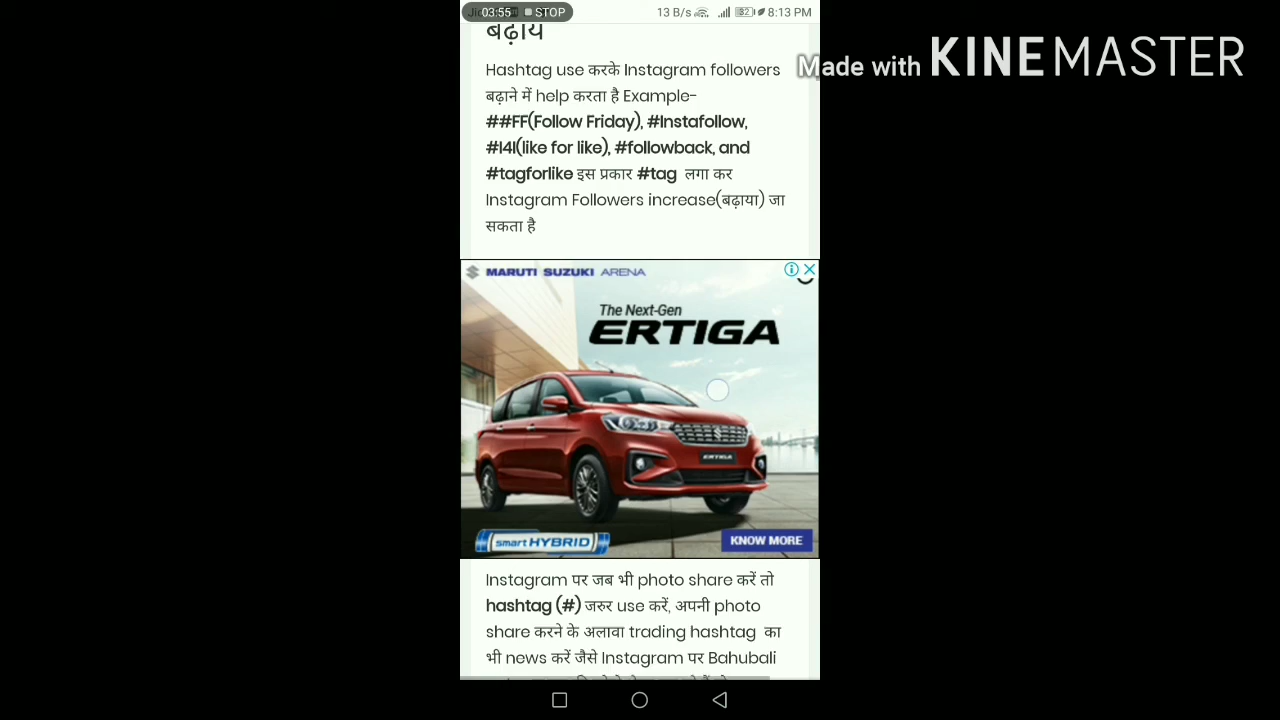 03:55 STOP 13 B/s 82 8:13 PM
Made with KINEMASTER
बढ़ाय
Hashtag use करके Instagram followers
बढ़ाने में help करता है Example-
##FF(Follow Friday), #Instafollow,
#l4l(like for like), #followback, and
#tagforlike इस प्रकार #tag लगा कर
Instagram Followers increase(बढ़ाया) जा
सकता है
MARUTI SUZUKI ARENA
The Next-Gen
ERTIGA
ERTIGA
smart HYBRID
KNOW MORE
Instagram पर जब भी photo share करें तो
hashtag (#) जरुर use करें, अपनी photo
share करने के अलावा trading hashtag का
भी news करें जैसे Instagram पर Bahubali